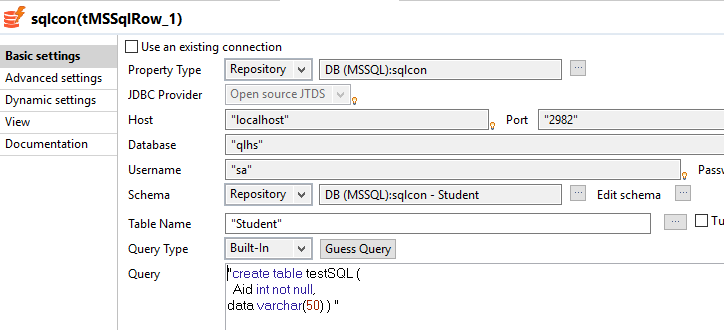 sqlcon(tMSSqlRow_1)
Basic settings
Advanced settings
Dynamic settings
View
Documentation
Use an existing connection
Property Type Repository DB (MSSQL):sqlcon ...
JDBC Provider Open source JTDS
Host "localhost" Port "2982"
Database "qlhs"
Username "sa" Passw
Schema Repository DB (MSSQL):sqlcon - Student ... Edit schema ...
Table Name "Student" ... Tu
Query Type Built-In Guess Query
Query "create table testSQL (
Aid int not null,
data varchar(50) ) "